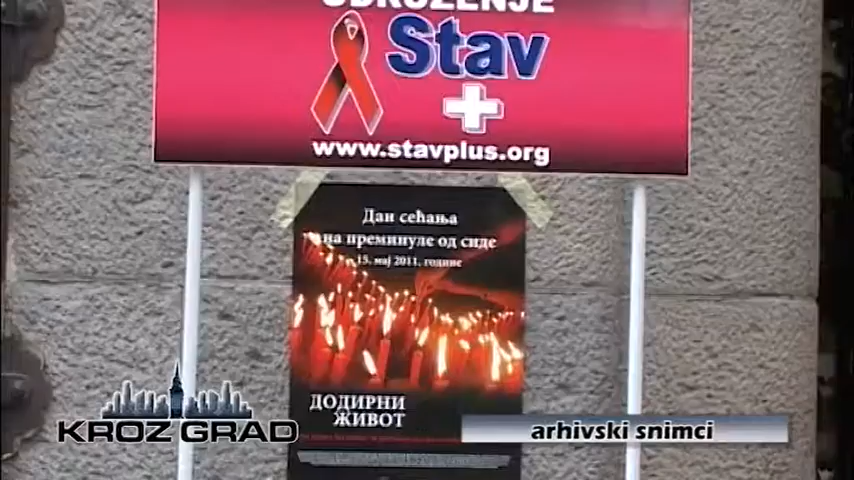 UDRUŽENJE
Stav
+
www.stavplus.org
Дан сећања
на преминуле од сиде
15. мај 2011. године
ДОДИРНИ
ЖИВОТ
KROZ GRAD
arhivski snimci